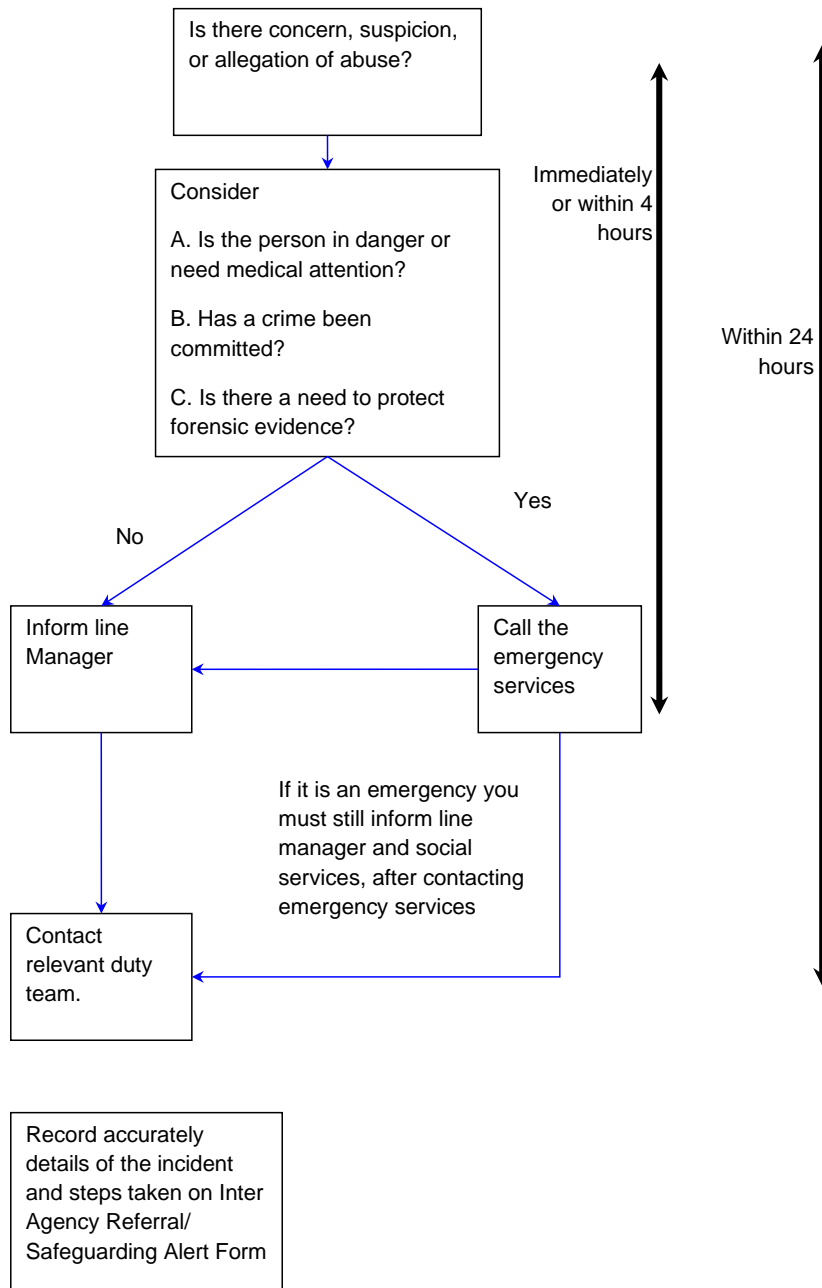 Is there concern, suspicion,
or allegation of abuse?
Consider
A. Is the person in danger or
need medical attention?
B. Has a crime been
committed?
C. Is there a need to protect
forensic evidence?
Immediately
or within 4
hours
Within 24
hours
No
Yes
Inform line
Manager
Call the
emergency
services
If it is an emergency you
must still inform line
manager and social
services, after contacting
emergency services
Contact
relevant duty
team.
Record accurately
details of the incident
and steps taken on Inter
Agency Referral/
Safeguarding Alert Form